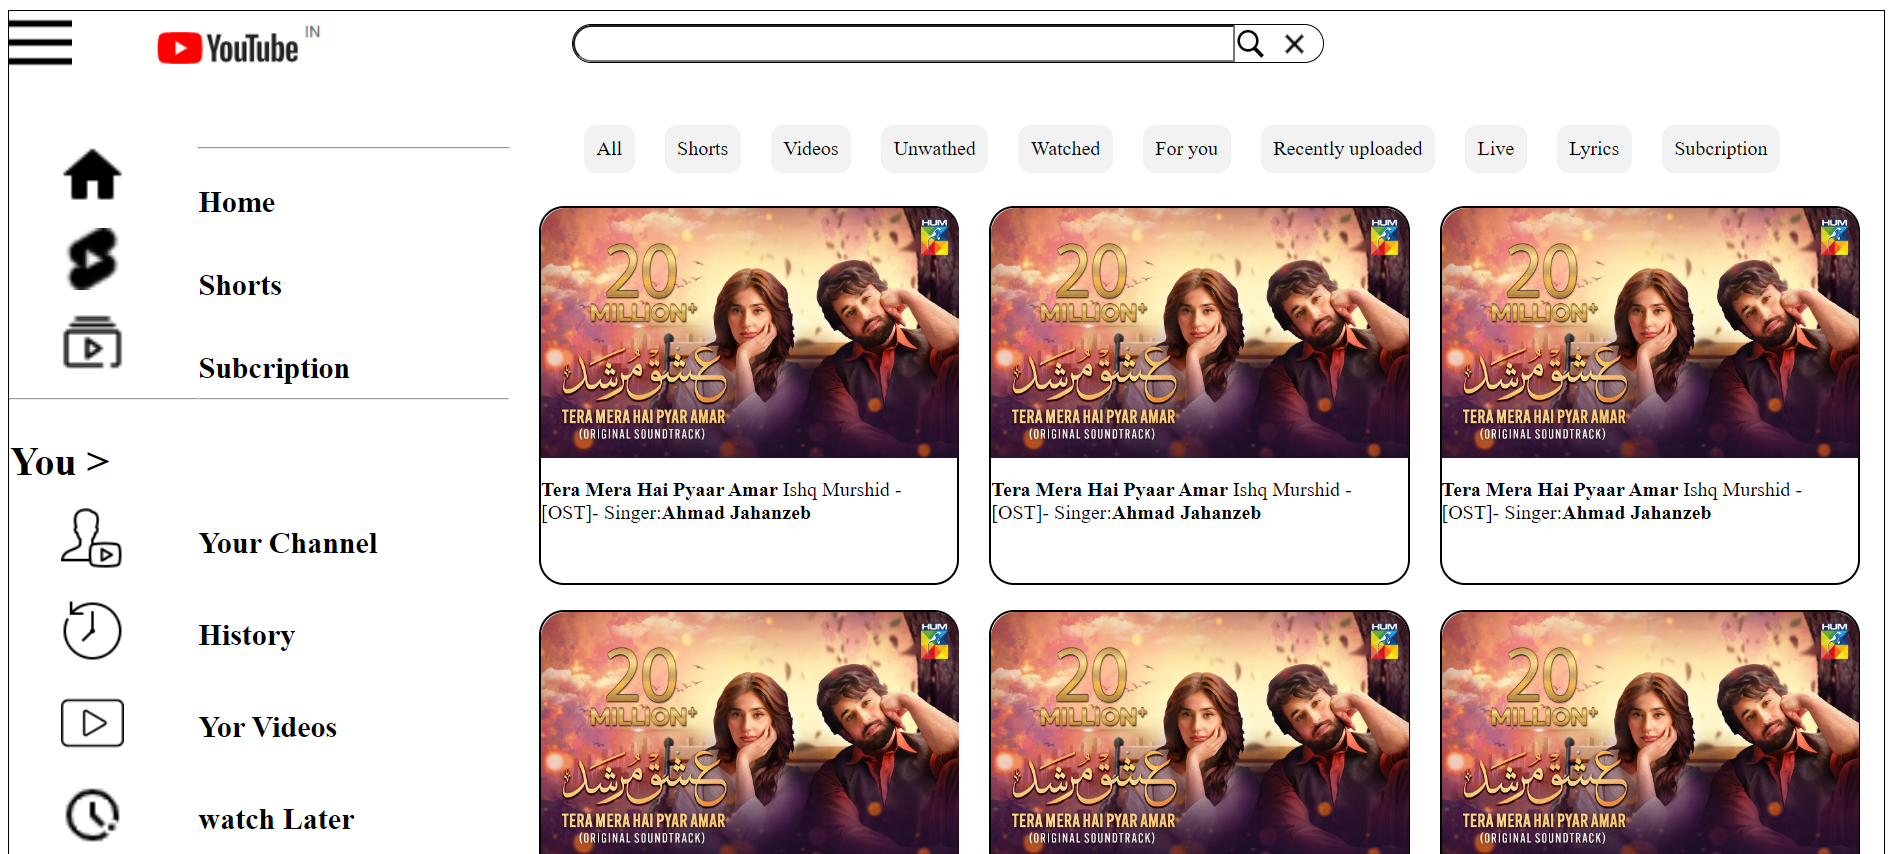 YouTube IN
All Shorts Videos Unwathed Watched For you Recently uploaded Live Lyrics Subcription
Home
Shorts
Subcription
You >
Your Channel
History
Yor Videos
watch Later
HUM
20
MILLION+
عشق مُرشد
TERA MERA HAI PYAR AMAR
(ORIGINAL SOUNDTRACK)
Tera Mera Hai Pyaar Amar Ishq Murshid -
[OST]- Singer:Ahmad Jahanzeb
HUM
20
MILLION+
عشق مُرشد
TERA MERA HAI PYAR AMAR
(ORIGINAL SOUNDTRACK)
Tera Mera Hai Pyaar Amar Ishq Murshid -
[OST]- Singer:Ahmad Jahanzeb
HUM
20
MILLION+
عشق مُرشد
TERA MERA HAI PYAR AMAR
(ORIGINAL SOUNDTRACK)
Tera Mera Hai Pyaar Amar Ishq Murshid -
[OST]- Singer:Ahmad Jahanzeb
HUM
20
MILLION+
عشق مُرشد
TERA MERA HAI PYAR AMAR
(ORIGINAL SOUNDTRACK)
HUM
20
MILLION+
عشق مُرشد
TERA MERA HAI PYAR AMAR
(ORIGINAL SOUNDTRACK)
HUM
20
MILLION+
عشق مُرشد
TERA MERA HAI PYAR AMAR
(ORIGINAL SOUNDTRACK)